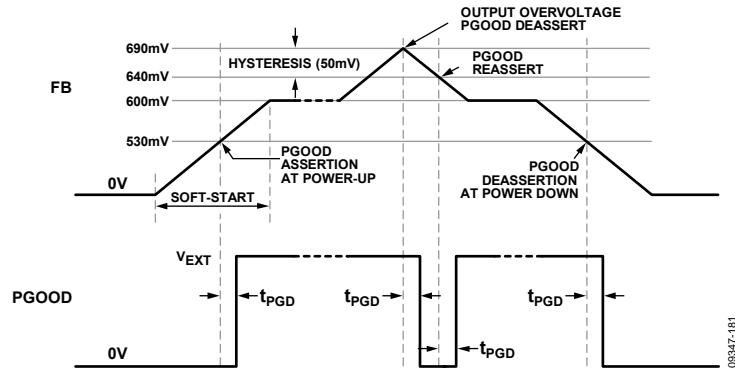 OUTPUT OVERVOLTAGE
PGOOD DEASSERT
690mV
HYSTERESIS (50mV)
PGOOD
REASSERT
640mV
FB
600mV
530mV
PGOOD
ASSERTION
AT POWER-UP
PGOOD
DEASSERTION
AT POWER DOWN
0V
SOFT-START
VEXT
PGOOD
tPGD
tPGD
tPGD
tPGD
0V
09347-181